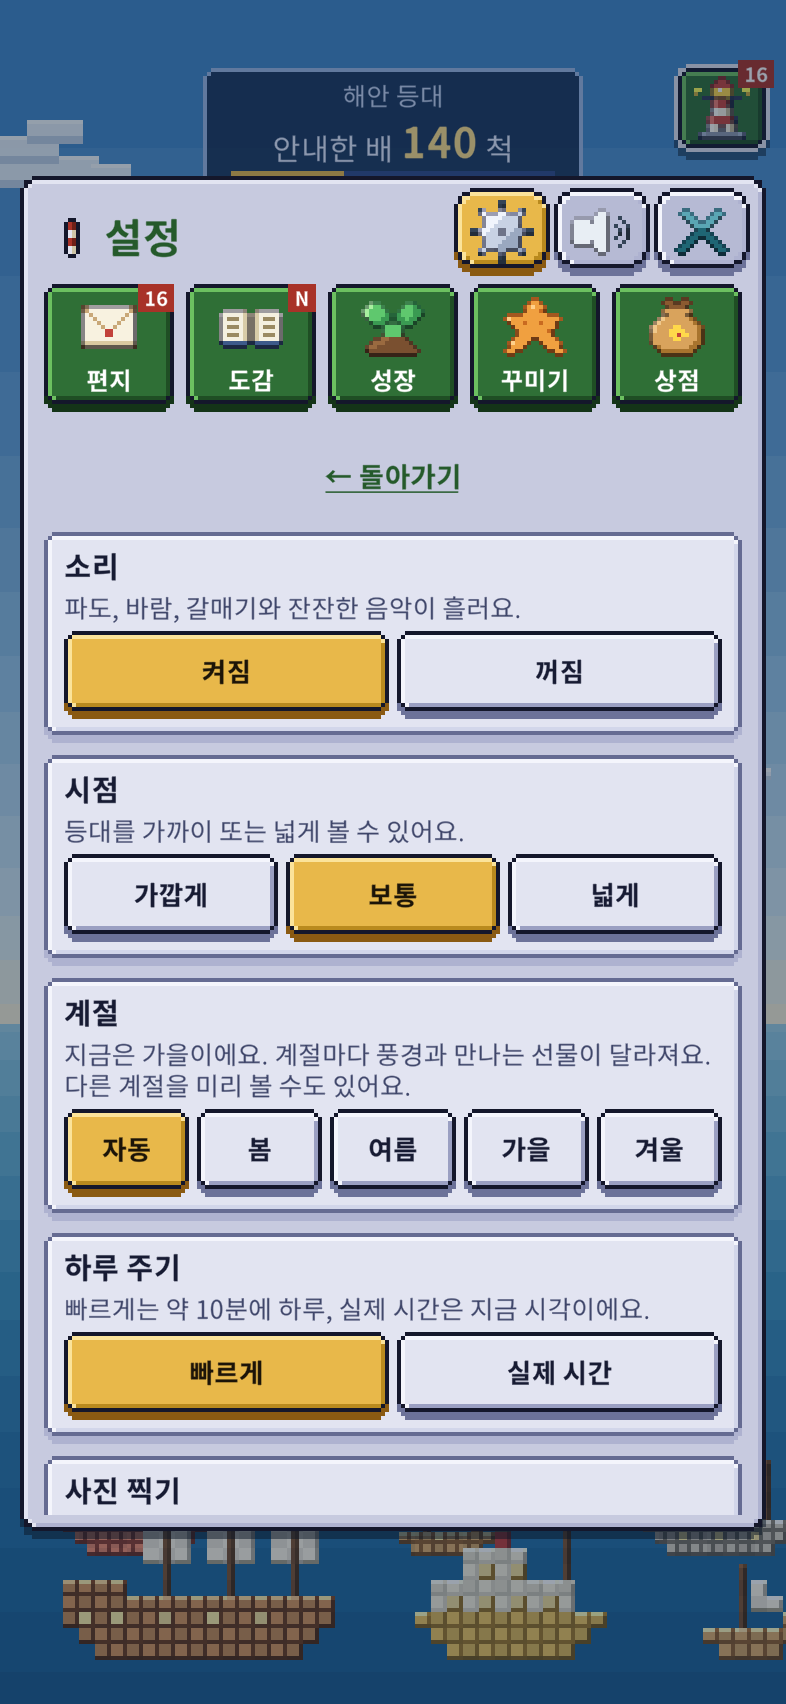 해안 등대
16
안내한 배 140 척
설정
16
N
편지
도감
성장
꾸미기
상점
← 돌아가기
소리
파도, 바람, 갈매기와 잔잔한 음악이 흘러요.
켜짐
꺼짐
시점
등대를 가까이 또는 넓게 볼 수 있어요.
가깝게
보통
넓게
계절
지금은 가을이에요. 계절마다 풍경과 만나는 선물이 달라져요.
다른 계절을 미리 볼 수도 있어요.
자동
봄
여름
가을
겨울
하루 주기
빠르게는 약 10분에 하루, 실제 시간은 지금 시각이에요.
빠르게
실제 시간
사진 찍기